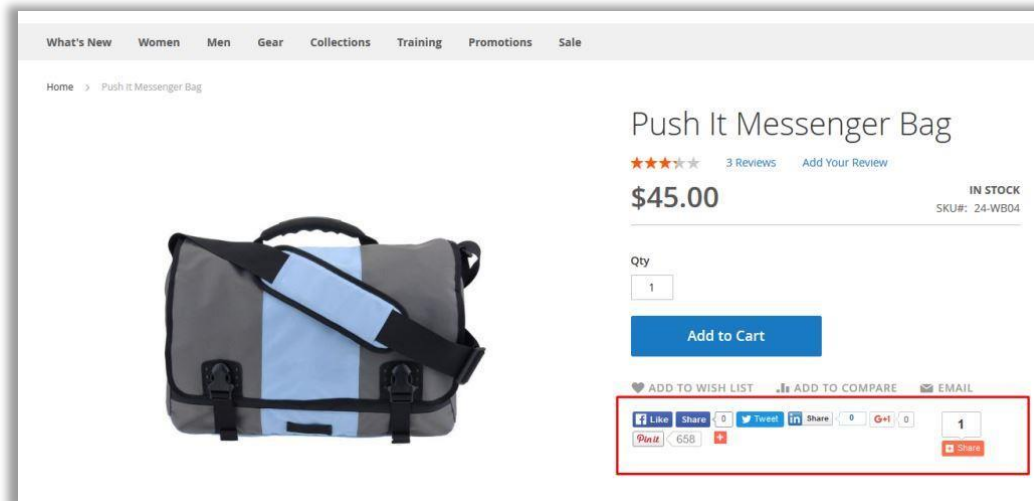 What's New Women Men Gear Collections Training Promotions Sale
Home > Push It Messenger Bag
Push It Messenger Bag
3 Reviews Add Your Review
$45.00
IN STOCK
SKU#: 24-WB04
Qty
1
Add to Cart
ADD TO WISH LIST ADD TO COMPARE EMAIL
Like Share 0 Tweet in Share 0 G+1 0
Pin it 658
1
Share